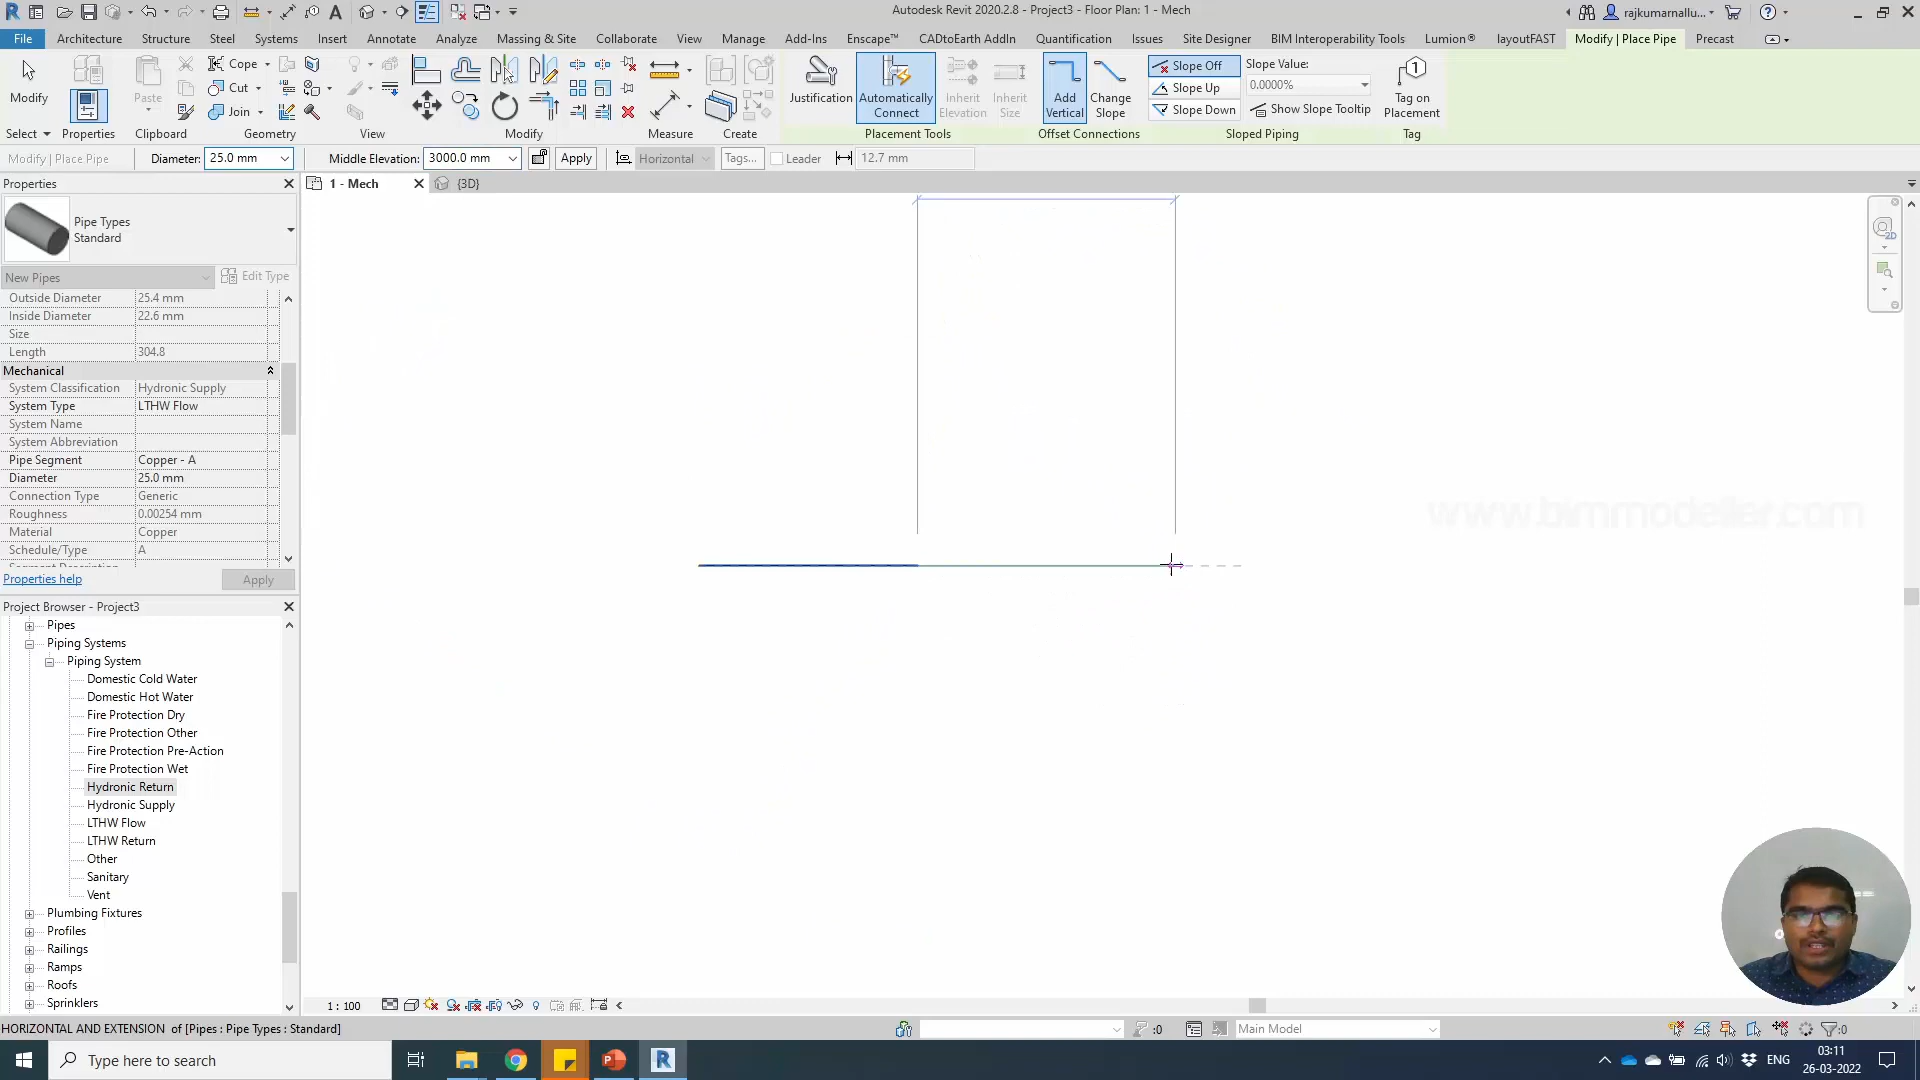 Autodesk Revit 2020.2.8 - Project3 - Floor Plan: 1 - Mech
rajkumarnallu...
File Architecture Structure Steel Systems Insert Annotate Analyze Massing & Site Collaborate View Manage Add-Ins Enscape™ CADtoEarth AddIn Quantification Issues Site Designer BIM Interoperability Tools Lumion® layoutFAST Modify | Place Pipe Precast
Modify
Paste
Cope
Cut
Join
Justification
Automatically Connect
Inherit Elevation
Inherit Size
Add Vertical
Change Slope
Slope Off
Slope Up
Slope Down
Slope Value:
0.0000%
Show Slope Tooltip
Tag on Placement
Select Properties Clipboard Geometry View Modify Measure Create Placement Tools Offset Connections Sloped Piping Tag
Modify | Place Pipe Diameter: 25.0 mm Middle Elevation: 3000.0 mm Apply Horizontal Tags... Leader 12.7 mm
Properties
1 - Mech
{3D}
Pipe Types
Standard
New Pipes Edit Type
Outside Diameter 25.4 mm
Inside Diameter 22.6 mm
Size
Length 304.8
Mechanical
System Classification Hydronic Supply
System Type LTHW Flow
System Name
System Abbreviation
Pipe Segment Copper - A
Diameter 25.0 mm
Connection Type Generic
Roughness 0.00254 mm
Material Copper
Schedule/Type A
Properties help Apply
Project Browser - Project3
Pipes
Piping Systems
Piping System
Domestic Cold Water
Domestic Hot Water
Fire Protection Dry
Fire Protection Other
Fire Protection Pre-Action
Fire Protection Wet
Hydronic Return
Hydronic Supply
LTHW Flow
LTHW Return
Other
Sanitary
Vent
Plumbing Fixtures
Profiles
Railings
Ramps
Roofs
Sprinklers
www.bimmodeller.com
1 : 100
HORIZONTAL AND EXTENSION of [Pipes : Pipe Types : Standard]
:0
Main Model
:0
Type here to search
ENG
03:11
26-03-2022